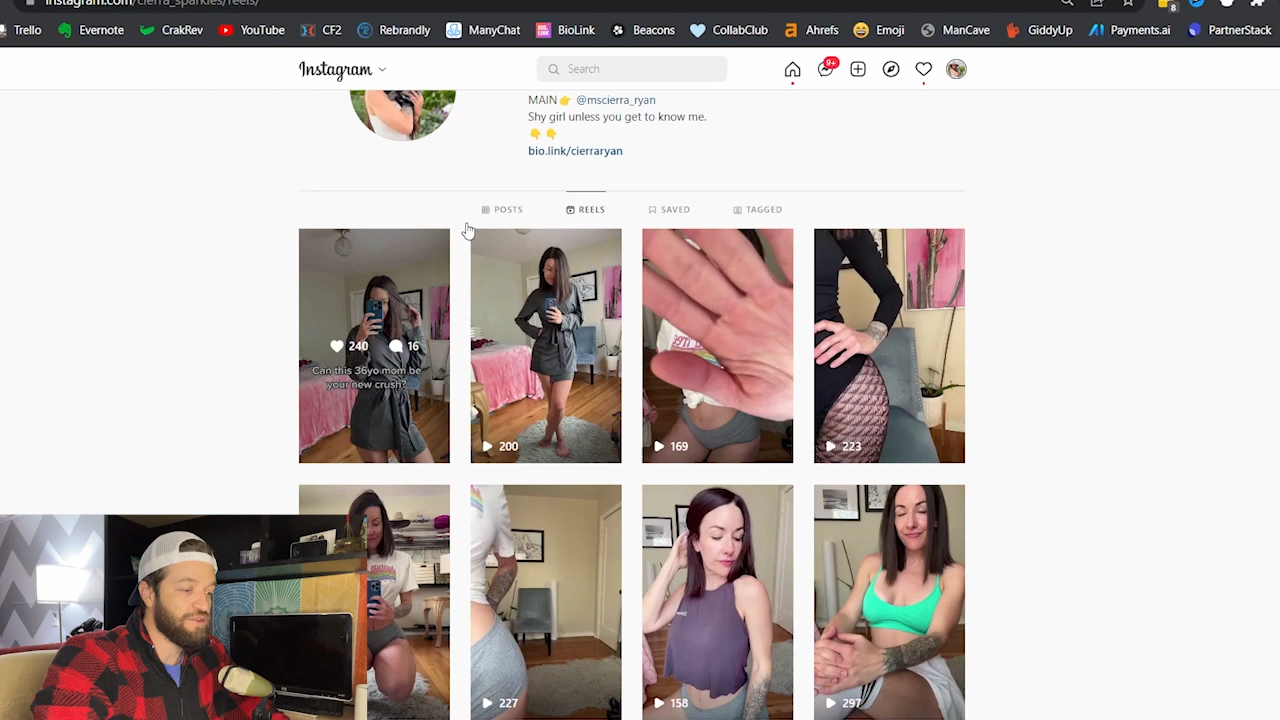 instagram.com/cierra_sparkles/reels/
Trello Evernote CrakRev YouTube CF2 Rebrandly ManyChat BioLink Beacons CollabClub Ahrefs Emoji ManCave GiddyUp Payments.ai PartnerStack
8
Instagram
Search
9+
MAIN👉 @mscierra_ryan
Shy girl unless you get to know me.
👇👇
bio.link/cierraryan
POSTS REELS SAVED TAGGED
240 16
Can this 36yo mom be
your new crush?
200 169 223
227 158 297